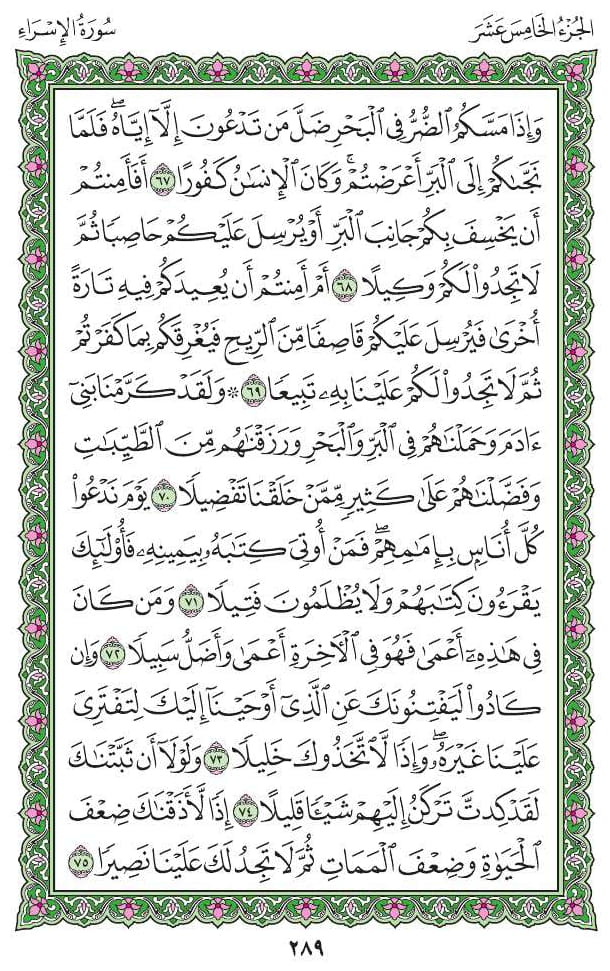 الجُزْءُ الخَامِسَ عَشَرَ
سُورَةُ الإِسْرَاءِ
وَإِذَا مَسَّكُمُ ٱلضُّرُّ فِى ٱلْبَحْرِ ضَلَّ مَن تَدْعُونَ إِلَّآ إِيَّاهُ ۖ فَلَمَّا
نَجَّىٰكُمْ إِلَى ٱلْبَرِّ أَعْرَضْتُمْ ۚ وَكَانَ ٱلْإِنسَـٰنُ كَفُورًا ٦٧ أَفَأَمِنتُمْ
أَن يَخْسِفَ بِكُمْ جَانِبَ ٱلْبَرِّ أَوْ يُرْسِلَ عَلَيْكُمْ حَاصِبًا ثُمَّ
لَا تَجِدُوا۟ لَكُمْ وَكِيلًا ٦٨ أَمْ أَمِنتُمْ أَن يُعِيدَكُمْ فِيهِ تَارَةً
أُخْرَىٰ فَيُرْسِلَ عَلَيْكُمْ قَاصِفًا مِّنَ ٱلرِّيحِ فَيُغْرِقَكُم بِمَا كَفَرْتُمْ
ثُمَّ لَا تَجِدُوا۟ لَكُمْ عَلَيْنَا بِهِۦ تَبِيعًا ٦٩ ۞ وَلَقَدْ كَرَّمْنَا بَنِىٓ
ءَادَمَ وَحَمَلْنَـٰهُمْ فِى ٱلْبَرِّ وَٱلْبَحْرِ وَرَزَقْنَـٰهُم مِّنَ ٱلطَّيِّبَـٰتِ
وَفَضَّلْنَـٰهُمْ عَلَىٰ كَثِيرٍ مِّمَّنْ خَلَقْنَا تَفْضِيلًا ٧٠ يَوْمَ نَدْعُوا۟
كُلَّ أُنَاسٍۭ بِإِمَـٰمِهِمْ ۖ فَمَنْ أُوتِىَ كِتَـٰبَهُۥ بِيَمِينِهِۦ فَأُو۟لَـٰٓئِكَ
يَقْرَءُونَ كِتَـٰبَهُمْ وَلَا يُظْلَمُونَ فَتِيلًا ٧١ وَمَن كَانَ
فِى هَـٰذِهِۦٓ أَعْمَىٰ فَهُوَ فِى ٱلْـَٔاخِرَةِ أَعْمَىٰ وَأَضَلُّ سَبِيلًا ٧٢ وَإِن
كَادُوا۟ لَيَفْتِنُونَكَ عَنِ ٱلَّذِىٓ أَوْحَيْنَآ إِلَيْكَ لِتَفْتَرِىَ
عَلَيْنَا غَيْرَهُۥ ۖ وَإِذًا لَّٱتَّخَذُوكَ خَلِيلًا ٧٣ وَلَوْلَآ أَن ثَبَّتْنَـٰكَ
لَقَدْ كِدتَّ تَرْكَنُ إِلَيْهِمْ شَيْـًٔا قَلِيلًا ٧٤ إِذًا لَّأَذَقْنَـٰكَ ضِعْفَ
ٱلْحَيَوٰةِ وَضِعْفَ ٱلْمَمَاتِ ثُمَّ لَا تَجِدُ لَكَ عَلَيْنَا نَصِيرًا ٧٥
٢٨٩